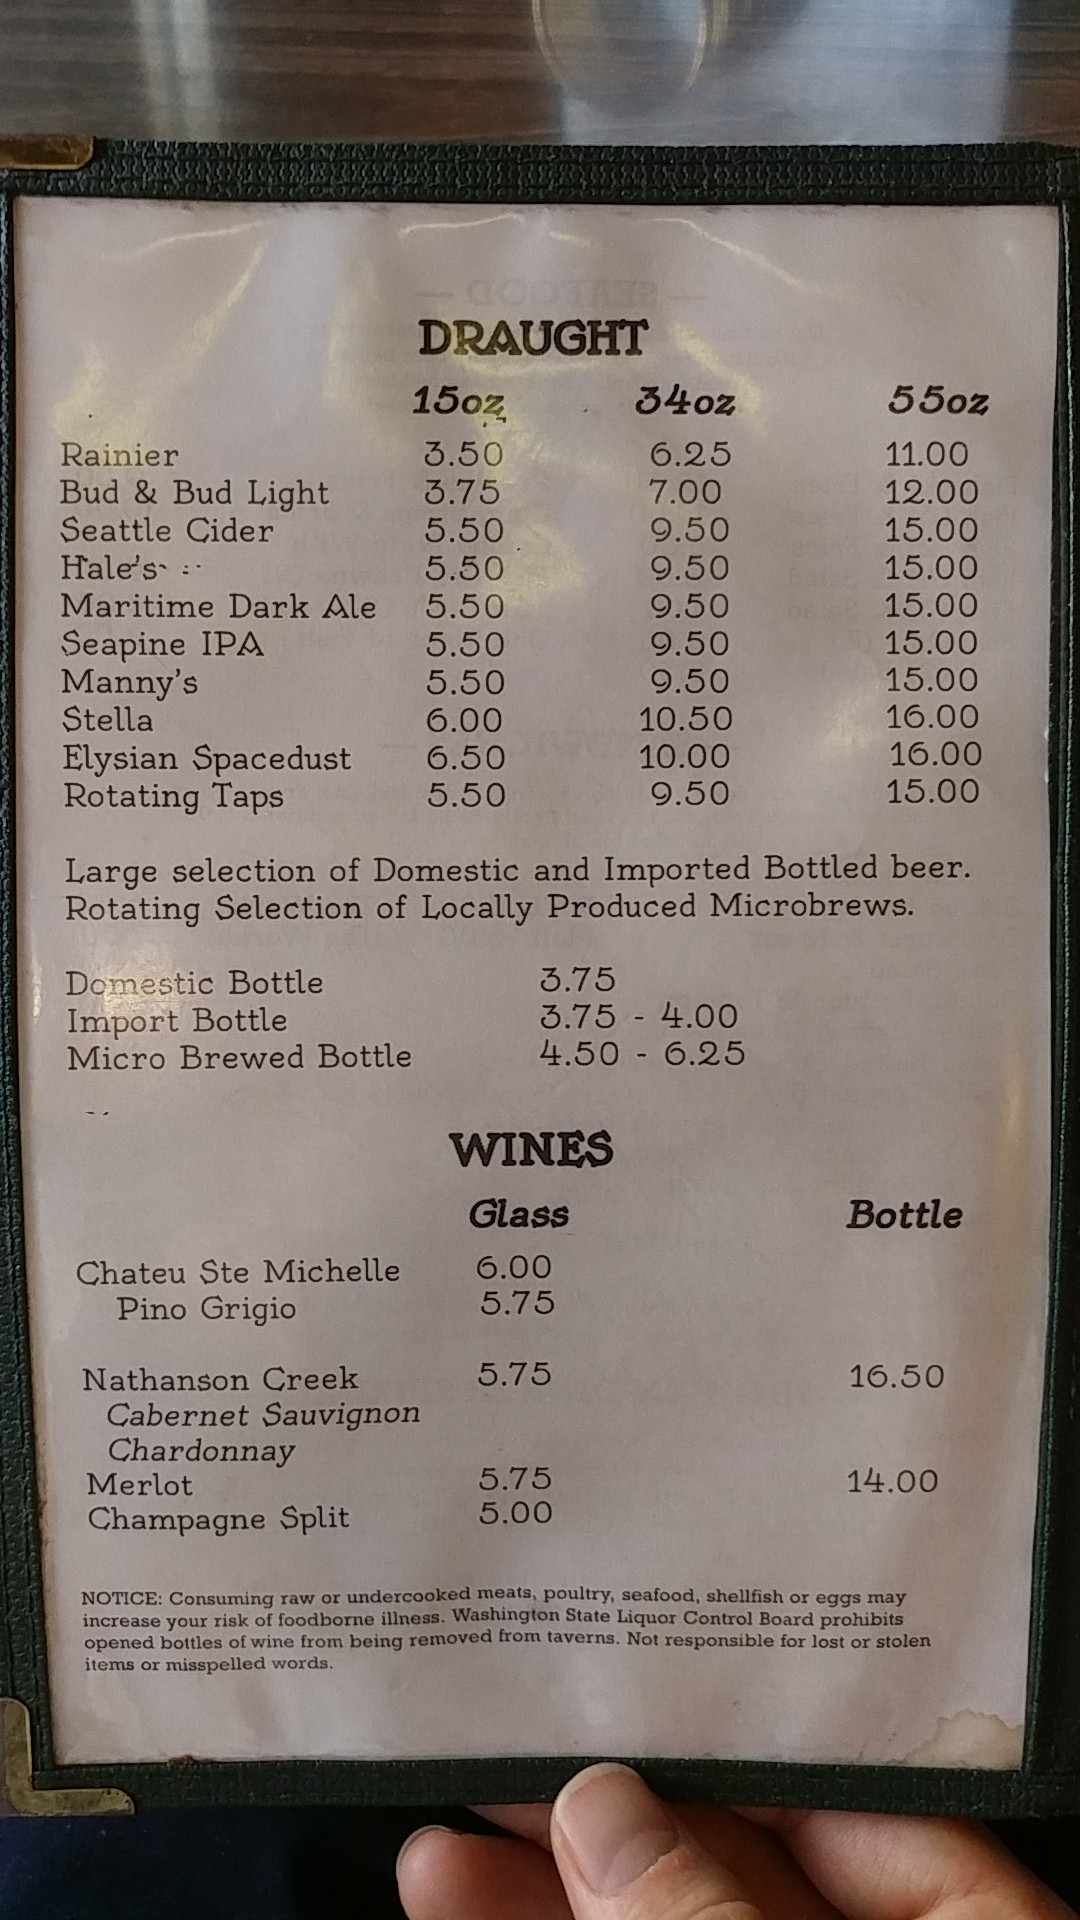 DRAUGHT
15oz 34oz 55oz
Rainier 3.50 6.25 11.00
Bud & Bud Light 3.75 7.00 12.00
Seattle Cider 5.50 9.50 15.00
Hale's 5.50 9.50 15.00
Maritime Dark Ale 5.50 9.50 15.00
Seapine IPA 5.50 9.50 15.00
Manny's 5.50 9.50 15.00
Stella 6.00 10.50 16.00
Elysian Spacedust 6.50 10.00 16.00
Rotating Taps 5.50 9.50 15.00
Large selection of Domestic and Imported Bottled beer.
Rotating Selection of Locally Produced Microbrews.
Domestic Bottle 3.75
Import Bottle 3.75 - 4.00
Micro Brewed Bottle 4.50 - 6.25
WINES
Glass Bottle
Chateu Ste Michelle 6.00
Pino Grigio 5.75
Nathanson Creek 5.75 16.50
Cabernet Sauvignon
Chardonnay
Merlot 5.75 14.00
Champagne Split 5.00
NOTICE: Consuming raw or undercooked meats, poultry, seafood, shellfish or eggs may
increase your risk of foodborne illness. Washington State Liquor Control Board prohibits
opened bottles of wine from being removed from taverns. Not responsible for lost or stolen
items or misspelled words.